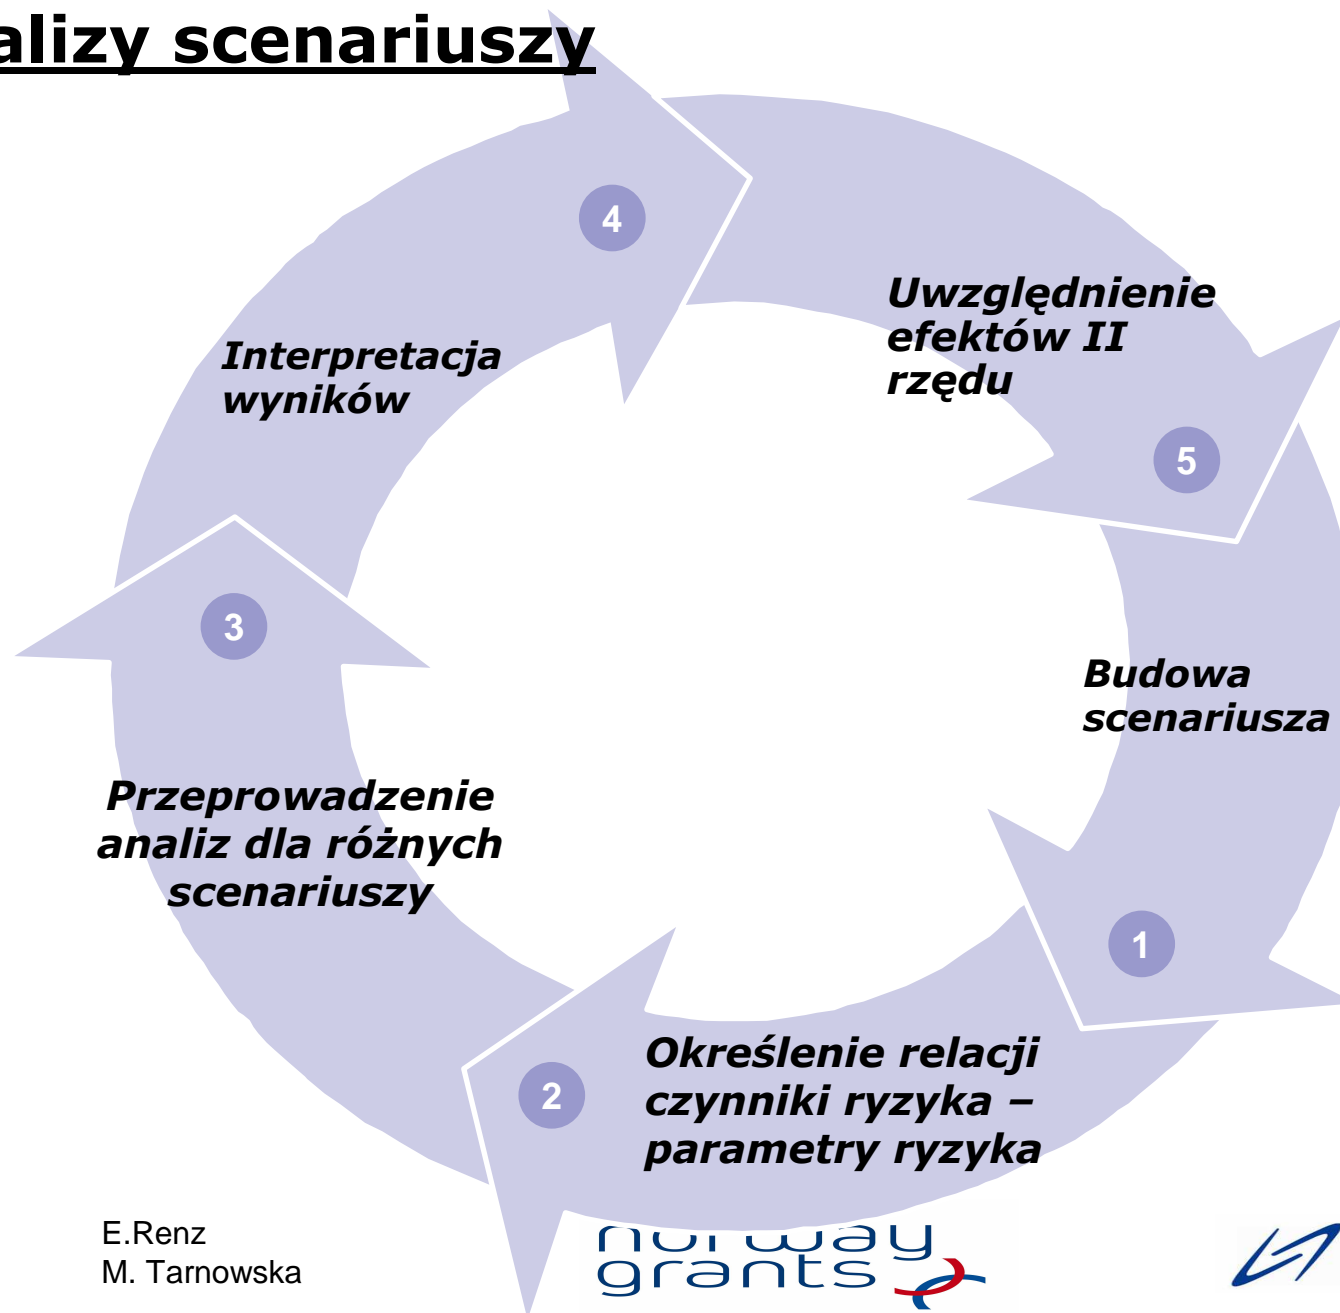 alizy scenariuszy
4
Uwzględnienie
efektów II
rzędu
Interpretacja
wyników
5
3
Budowa
scenariusza
Przeprowadzenie
analiz dla różnych
scenariuszy
1
Określenie relacji
czynniki ryzyka –
parametry ryzyka
2
E.Renz
M. Tarnowska
norway
grants